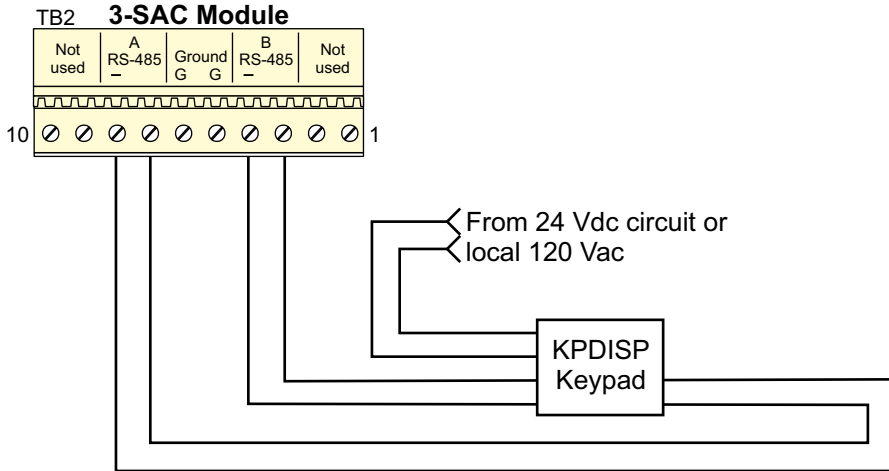 TB2 3-SAC Module
Not used
A RS-485 –
Ground G G
B RS-485 –
Not used
10
1
From 24 Vdc circuit or
local 120 Vac
KPDISP
Keypad